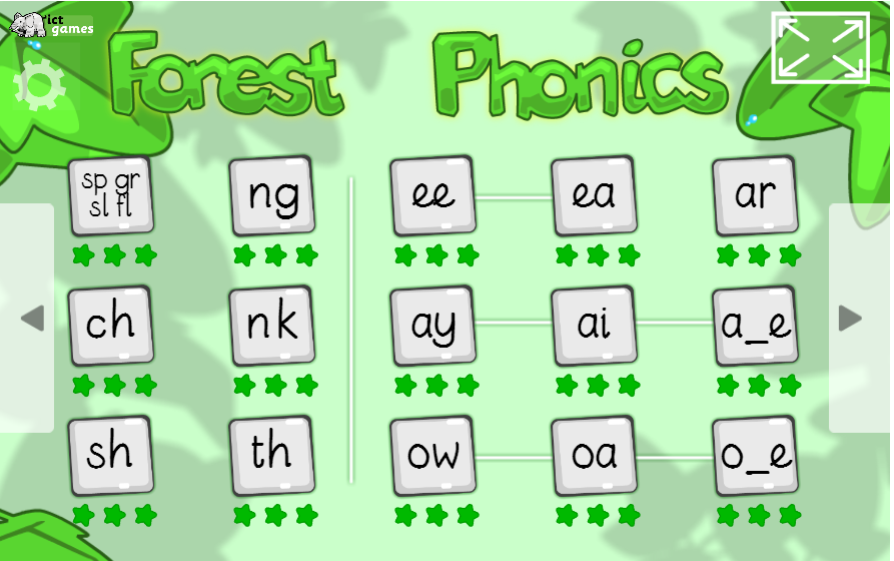 ict
games
Forest Phonics
sp gr
sl fl
ng
ee
ea
ar
ch
nk
ay
ai
a_e
sh
th
ow
oa
o_e